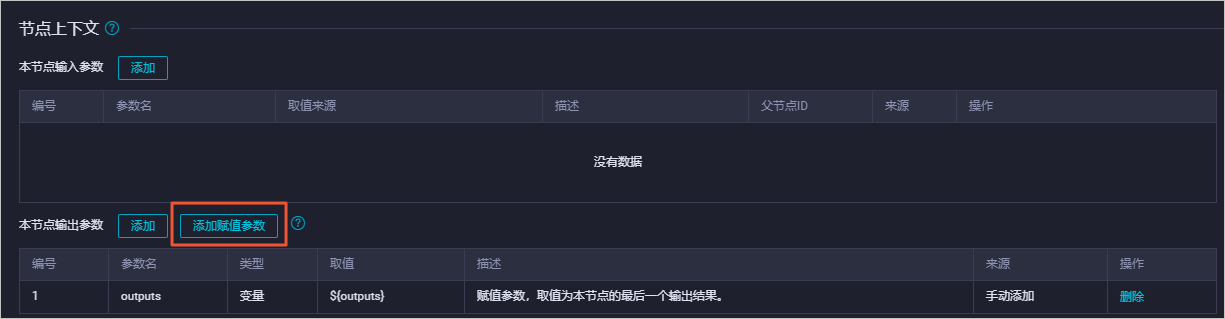 节点上下文 ?
本节点输入参数 添加
编号 参数名 取值来源 描述 父节点ID 来源 操作
没有数据
本节点输出参数 添加 添加赋值参数 ?
编号 参数名 类型 取值 描述 来源 操作
1 outputs 变量 ${outputs} 赋值参数，取值为本节点的最后一个输出结果。 手动添加 删除